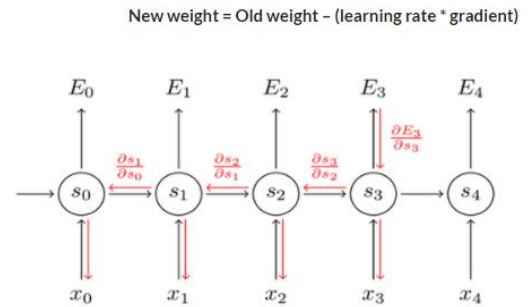 New weight = Old weight – (learning rate * gradient)
E₀ E₁ E₂ E₃ E₄
∂s₁/∂s₀ ∂s₂/∂s₁ ∂s₃/∂s₂ ∂E₃/∂s₃
s₀ s₁ s₂ s₃ s₄
x₀ x₁ x₂ x₃ x₄